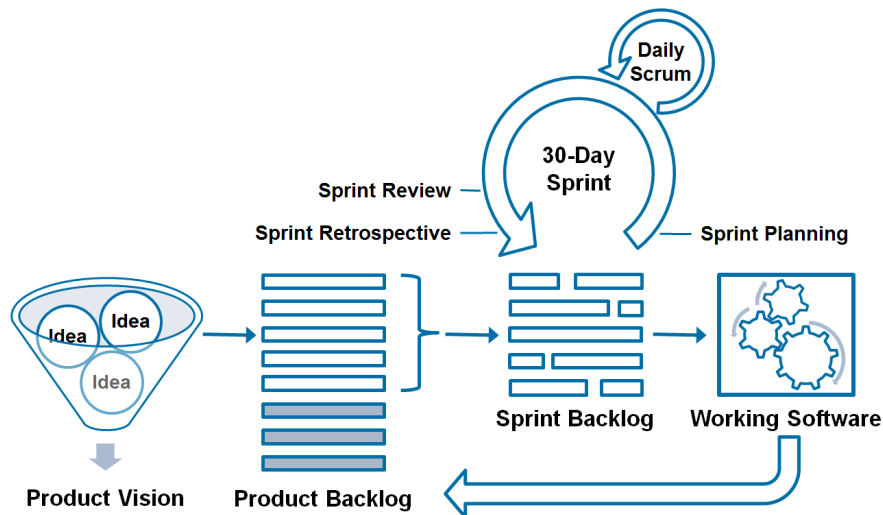 Daily
Scrum
30-Day
Sprint
Sprint Review
Sprint Retrospective
Sprint Planning
Idea
Idea
Idea
Sprint Backlog
Working Software
Product Vision
Product Backlog